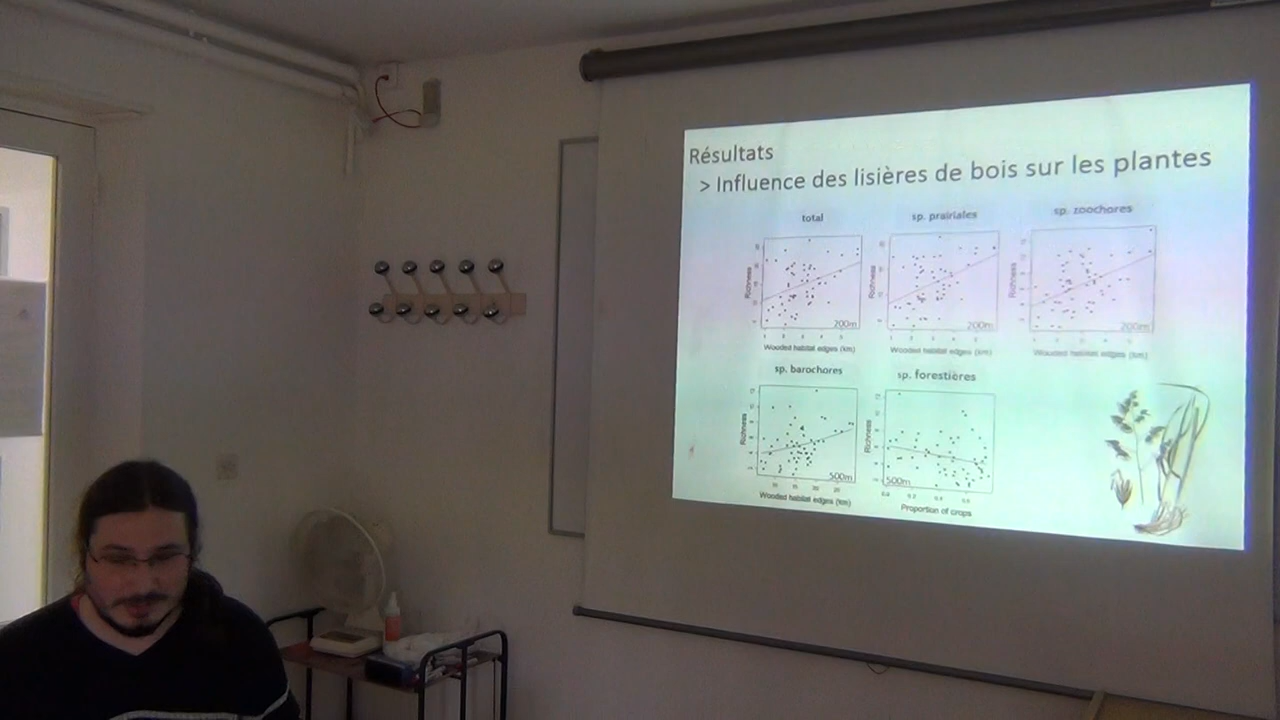 Résultats
> Influence des lisières de bois sur les plantes
total
sp. prairiales
sp. zoochores
Richness
Richness
Richness
200m
200m
200m
Wooded habitat edges (km)
Wooded habitat edges (km)
Wooded habitat edges (km)
sp. barochores
sp. forestières
Richness
Richness
500m
500m
Wooded habitat edges (km)
Proportion of crops